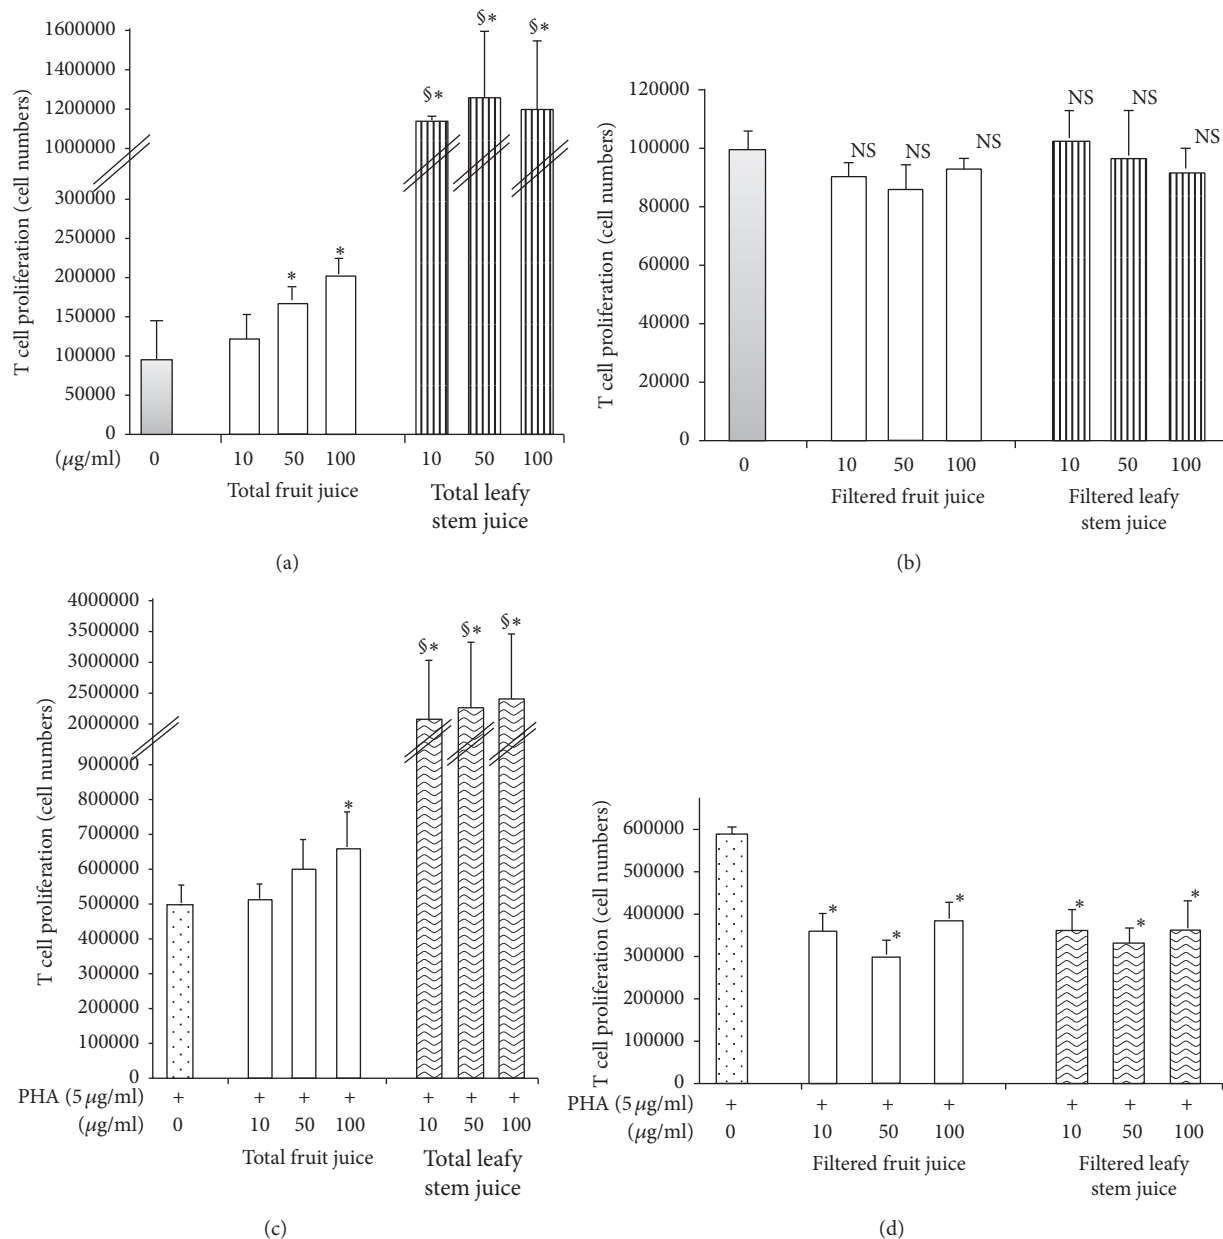 T cell proliferation (cell numbers)
1600000
1400000
1200000
1000000
300000
250000
200000
150000
100000
50000
0
* * §* §* §*
(μg/ml) 0 10 50 100 10 50 100
Total fruit juice
Total leafy
stem juice
(a)
T cell proliferation (cell numbers)
120000
100000
80000
60000
40000
20000
0
NS NS NS NS NS NS
0 10 50 100 10 50 100
Filtered fruit juice
Filtered leafy
stem juice
(b)
T cell proliferation (cell numbers)
4000000
3500000
3000000
2500000
2000000
900000
800000
700000
600000
500000
400000
300000
200000
100000
0
* §* §* §*
PHA (5 μg/ml) + + + + + + +
(μg/ml) 0 10 50 100 10 50 100
Total fruit juice
Total leafy
stem juice
(c)
T cell proliferation (cell numbers)
600000
500000
400000
300000
200000
100000
0
* * * * * *
PHA (5 μg/ml) + + + + + + +
(μg/ml) 0 10 50 100 10 50 100
Filtered fruit juice
Filtered leafy
stem juice
(d)